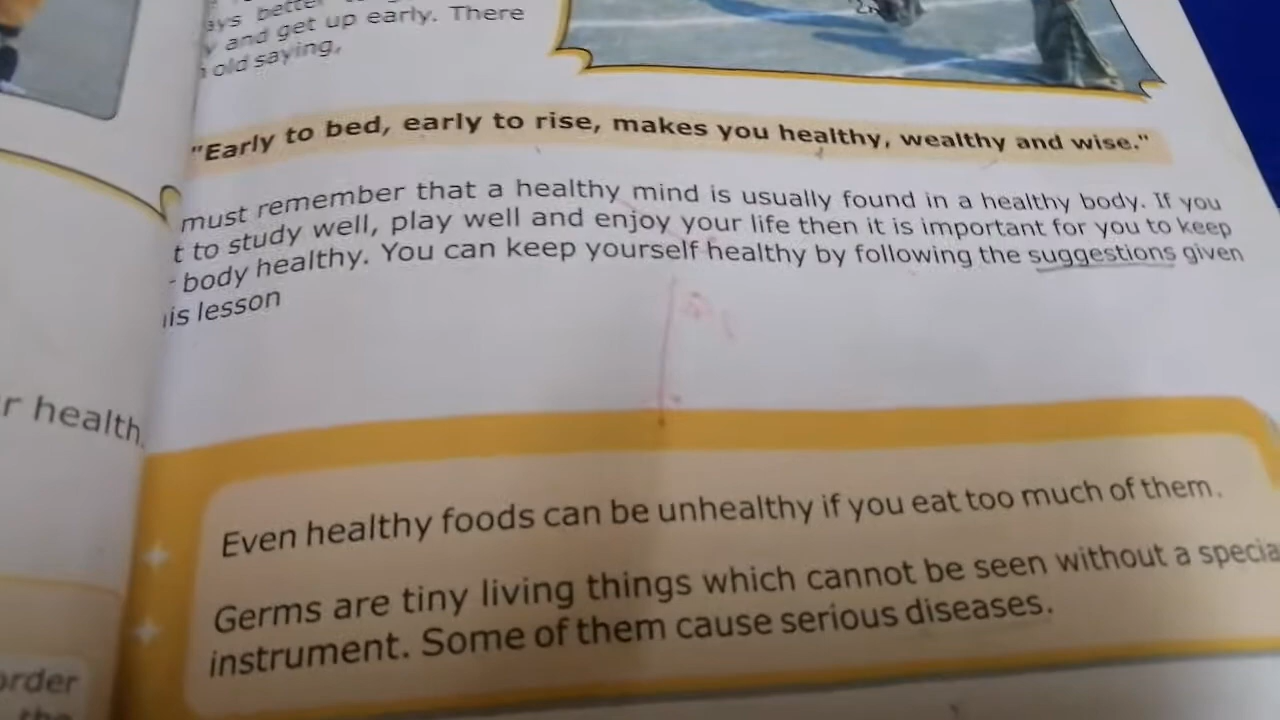 better
and get up early. There
old saying,
"Early to bed, early to rise, makes you healthy, wealthy and wise."
must remember that a healthy mind is usually found in a healthy body. If you
t to study well, play well and enjoy your life then it is important for you to keep
body healthy. You can keep yourself healthy by following the suggestions given
is lesson
r health.
Even healthy foods can be unhealthy if you eat too much of them.
Germs are tiny living things which cannot be seen without a specia
instrument. Some of them cause serious diseases.
order
the